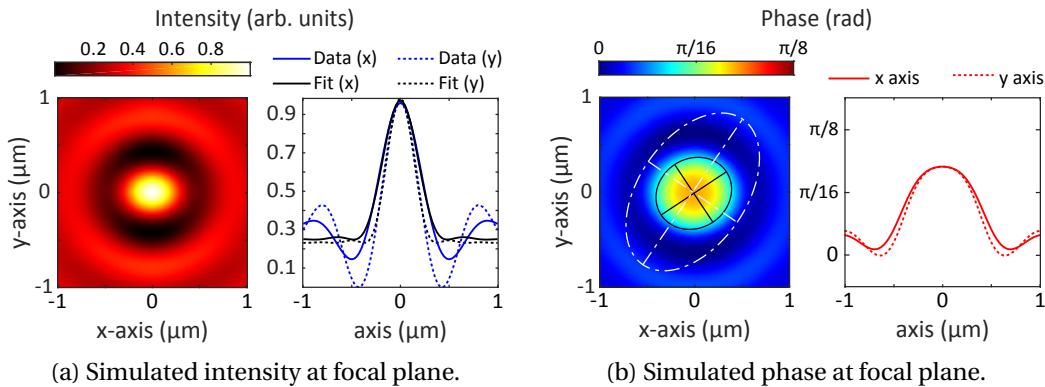 Intensity (arb. units)
0.2 0.4 0.6 0.8
Data (x) Data (y)
Fit (x) Fit (y)
1
0
-1
y-axis (μm)
-1 0 1
x-axis (μm)
0.9
0.7
0.5
0.3
0.1
-1 0 1
axis (μm)
(a) Simulated intensity at focal plane.
Phase (rad)
0 π/16 π/8
x axis y axis
1
0
-1
y-axis (μm)
-1 0 1
x-axis (μm)
π/8
π/16
0
-1 0 1
axis (μm)
(b) Simulated phase at focal plane.